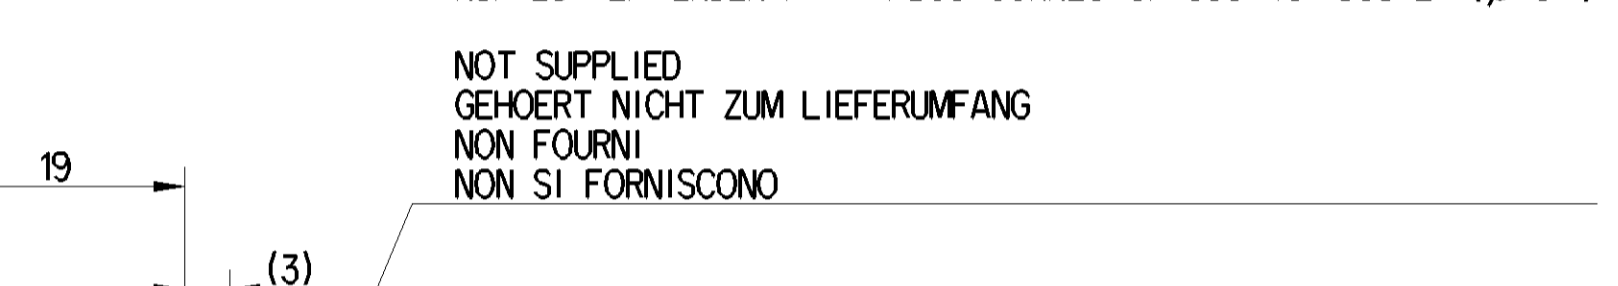 NOT SUPPLIED
GEHOERT NICHT ZUM LIEFERUMFANG
NON FOURNI
NON SI FORNISCONO
19
(3)